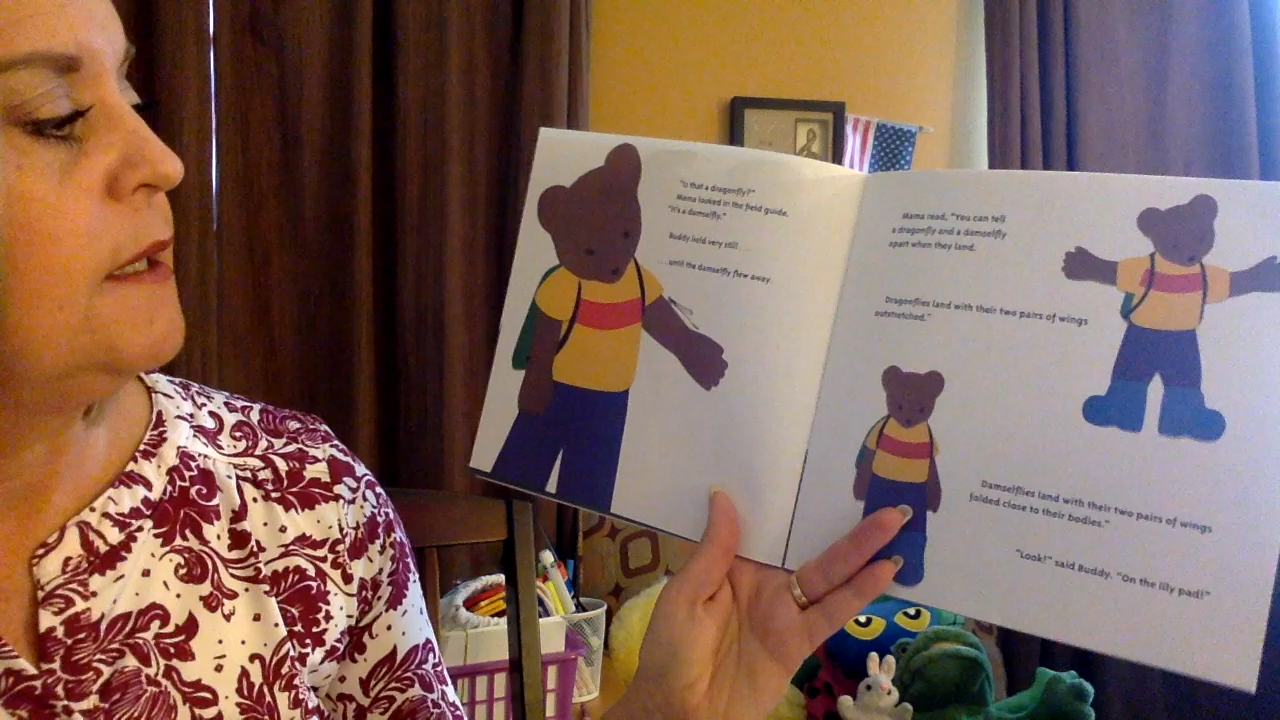 "Is that a dragonfly?"
Mama looked in the field guide.
"It's a damselfly."
Buddy held very still . . .
. . . until the damselfly flew away.
Mama read, "You can tell
a dragonfly and a damselfly
apart when they land.
Dragonflies land with their two pairs of wings
outstretched."
Damselflies land with their two pairs of wings
folded close to their bodies."
"Look!" said Buddy. "On the lily pad!"